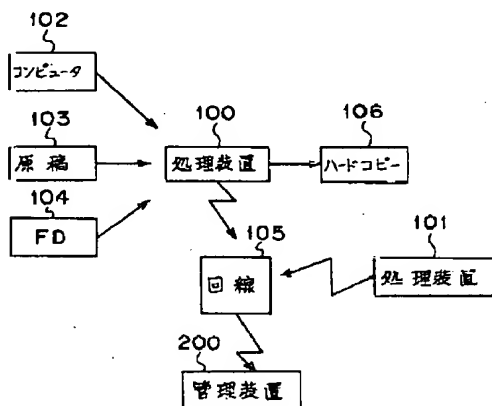 102
コンピュータ
103
原稿
104
FD
100
処理装置
106
ハードコピー
105
回線
101
処理装置
200
管理装置